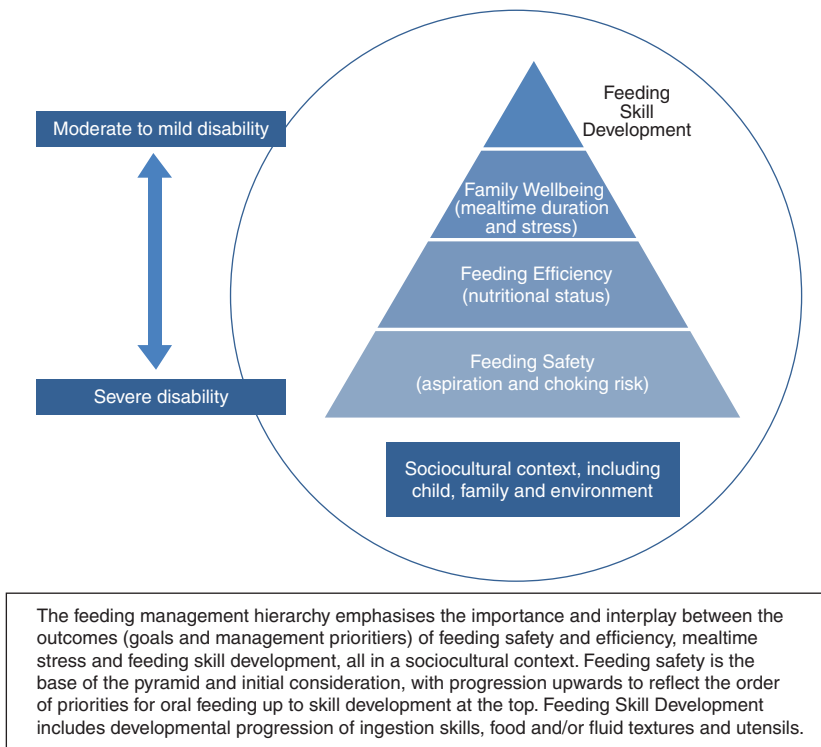 Feeding
Skill
Development
Moderate to mild disability
Family Wellbeing
(mealtime duration
and stress)
Feeding Efficiency
(nutritional status)
Feeding Safety
(aspiration and choking risk)
Severe disability
Sociocultural context, including
child, family and environment
The feeding management hierarchy emphasises the importance and interplay between the
outcomes (goals and management prioritiers) of feeding safety and efficiency, mealtime
stress and feeding skill development, all in a sociocultural context. Feeding safety is the
base of the pyramid and initial consideration, with progression upwards to reflect the order
of priorities for oral feeding up to skill development at the top. Feeding Skill Development
includes developmental progression of ingestion skills, food and/or fluid textures and utensils.